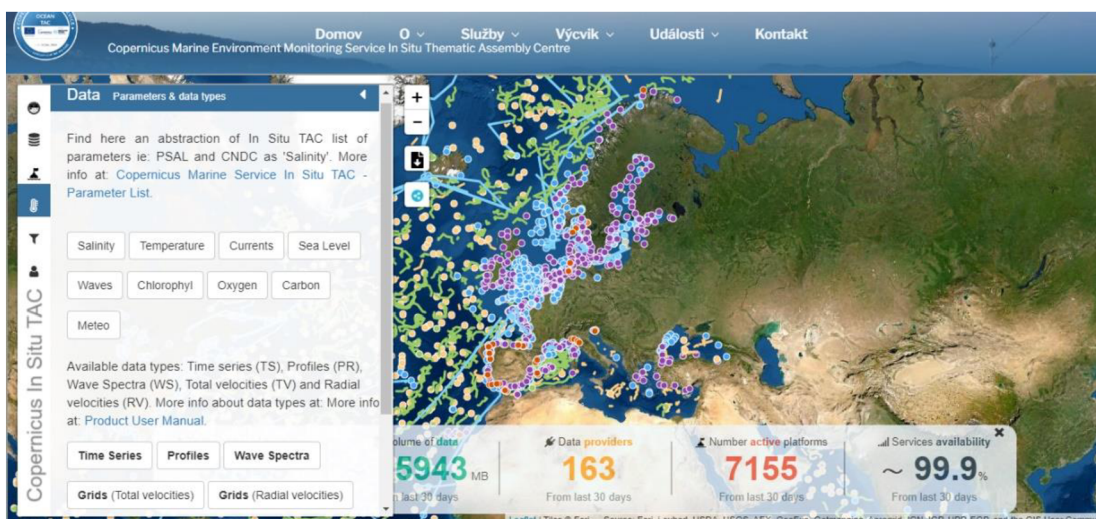 OCEAN
TAC
Domov O Služby Výcvik Události Kontakt
Copernicus Marine Environment Monitoring Service In Situ Thematic Assembly Centre
Data Parameters & data types
Find here an abstraction of In Situ TAC list of
parameters ie: PSAL and CNDC as 'Salinity'. More
info at: Copernicus Marine Service In Situ TAC -
Parameter List.
Salinity Temperature Currents Sea Level
Waves Chlorophyl Oxygen Carbon
Meteo
Available data types: Time series (TS), Profiles (PR),
Wave Spectra (WS), Total velocities (TV) and Radial
velocities (RV). More info about data types at: More info
at: Product User Manual.
Time Series Profiles Wave Spectra
Grids (Total velocities) Grids (Radial velocities)
Copernicus In Situ TAC
+
−
olume of data
5943 MB
n last 30 days
Data providers
163
From last 30 days
Number active platforms
7155
From last 30 days
Services availability
~ 99.9%
From last 30 days